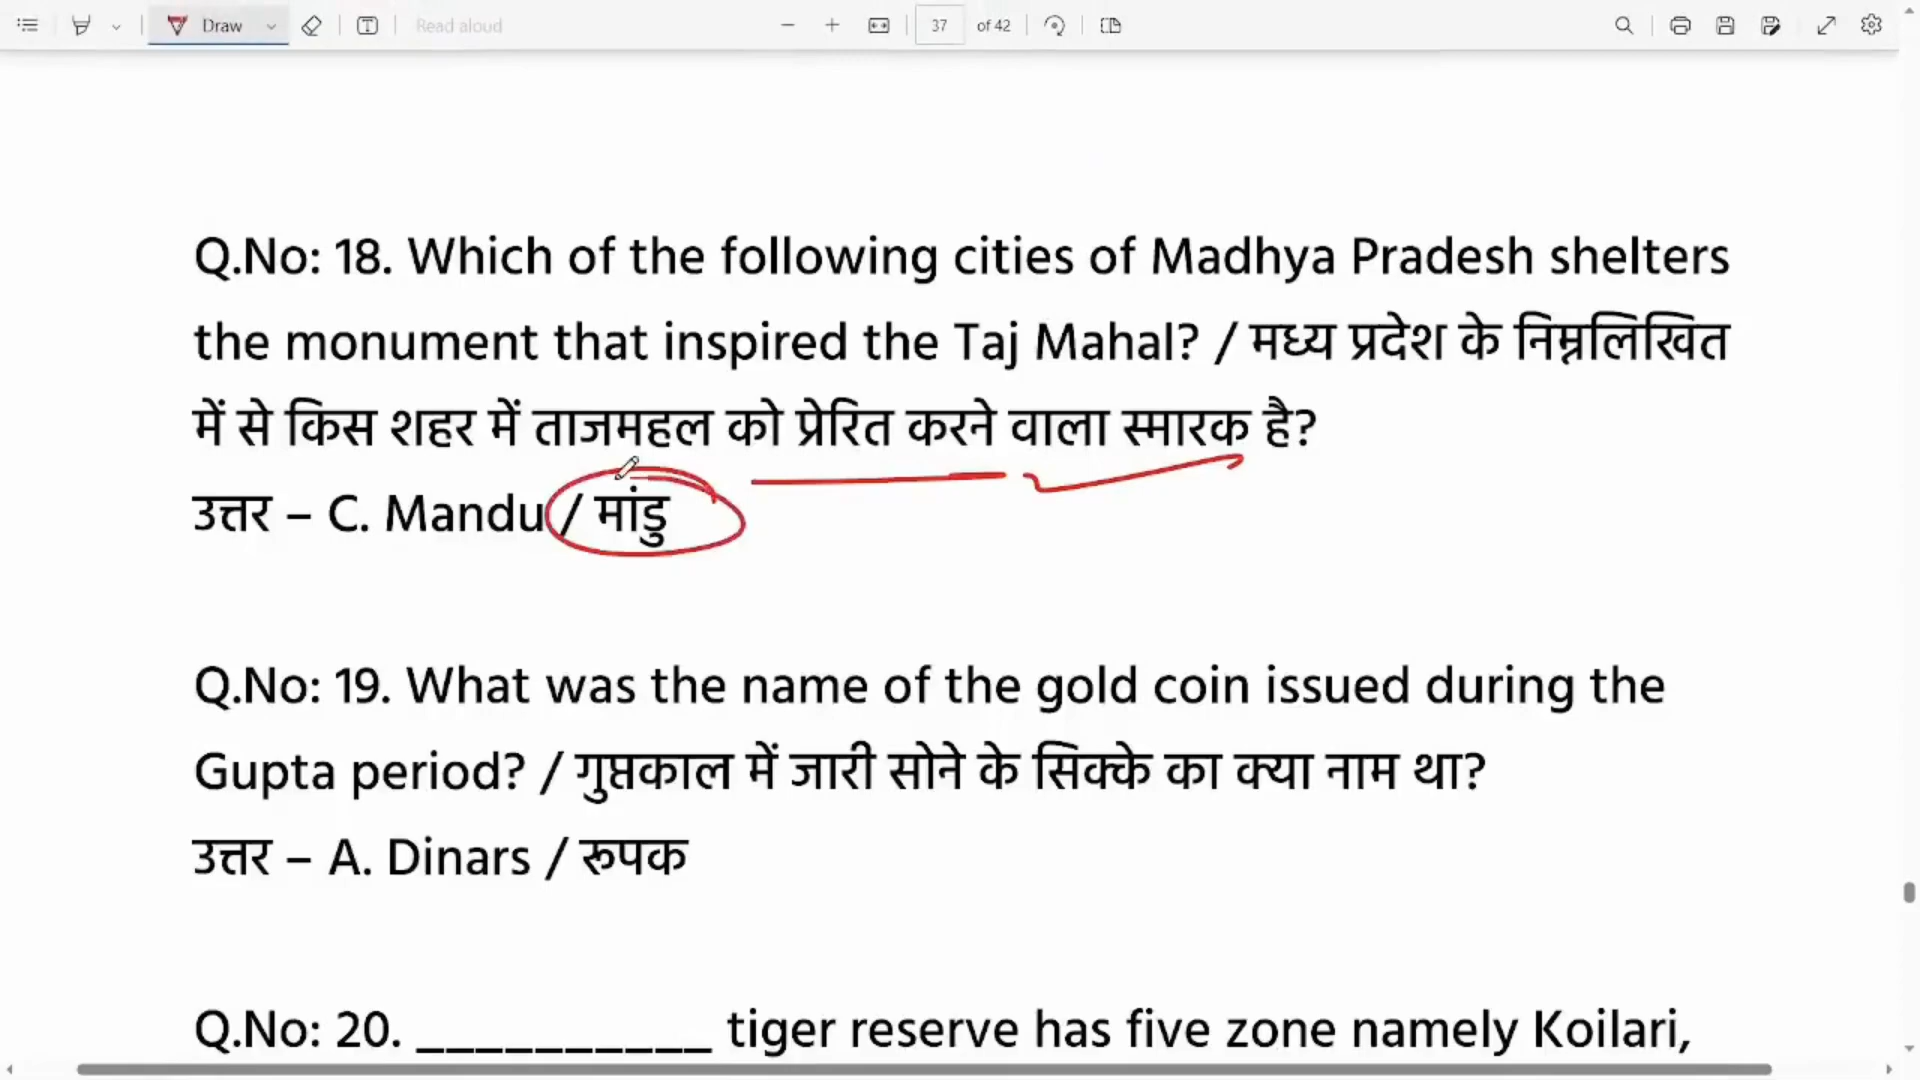 Draw
Read aloud
37 of 42
Q.No: 18. Which of the following cities of Madhya Pradesh shelters
the monument that inspired the Taj Mahal? / मध्य प्रदेश के निम्नलिखित
में से किस शहर में ताजमहल को प्रेरित करने वाला स्मारक है?
उत्तर – C. Mandu / मांडु
Q.No: 19. What was the name of the gold coin issued during the
Gupta period? / गुप्तकाल में जारी सोने के सिक्के का क्या नाम था?
उत्तर – A. Dinars / रूपक
Q.No: 20. __________ tiger reserve has five zone namely Koilari,